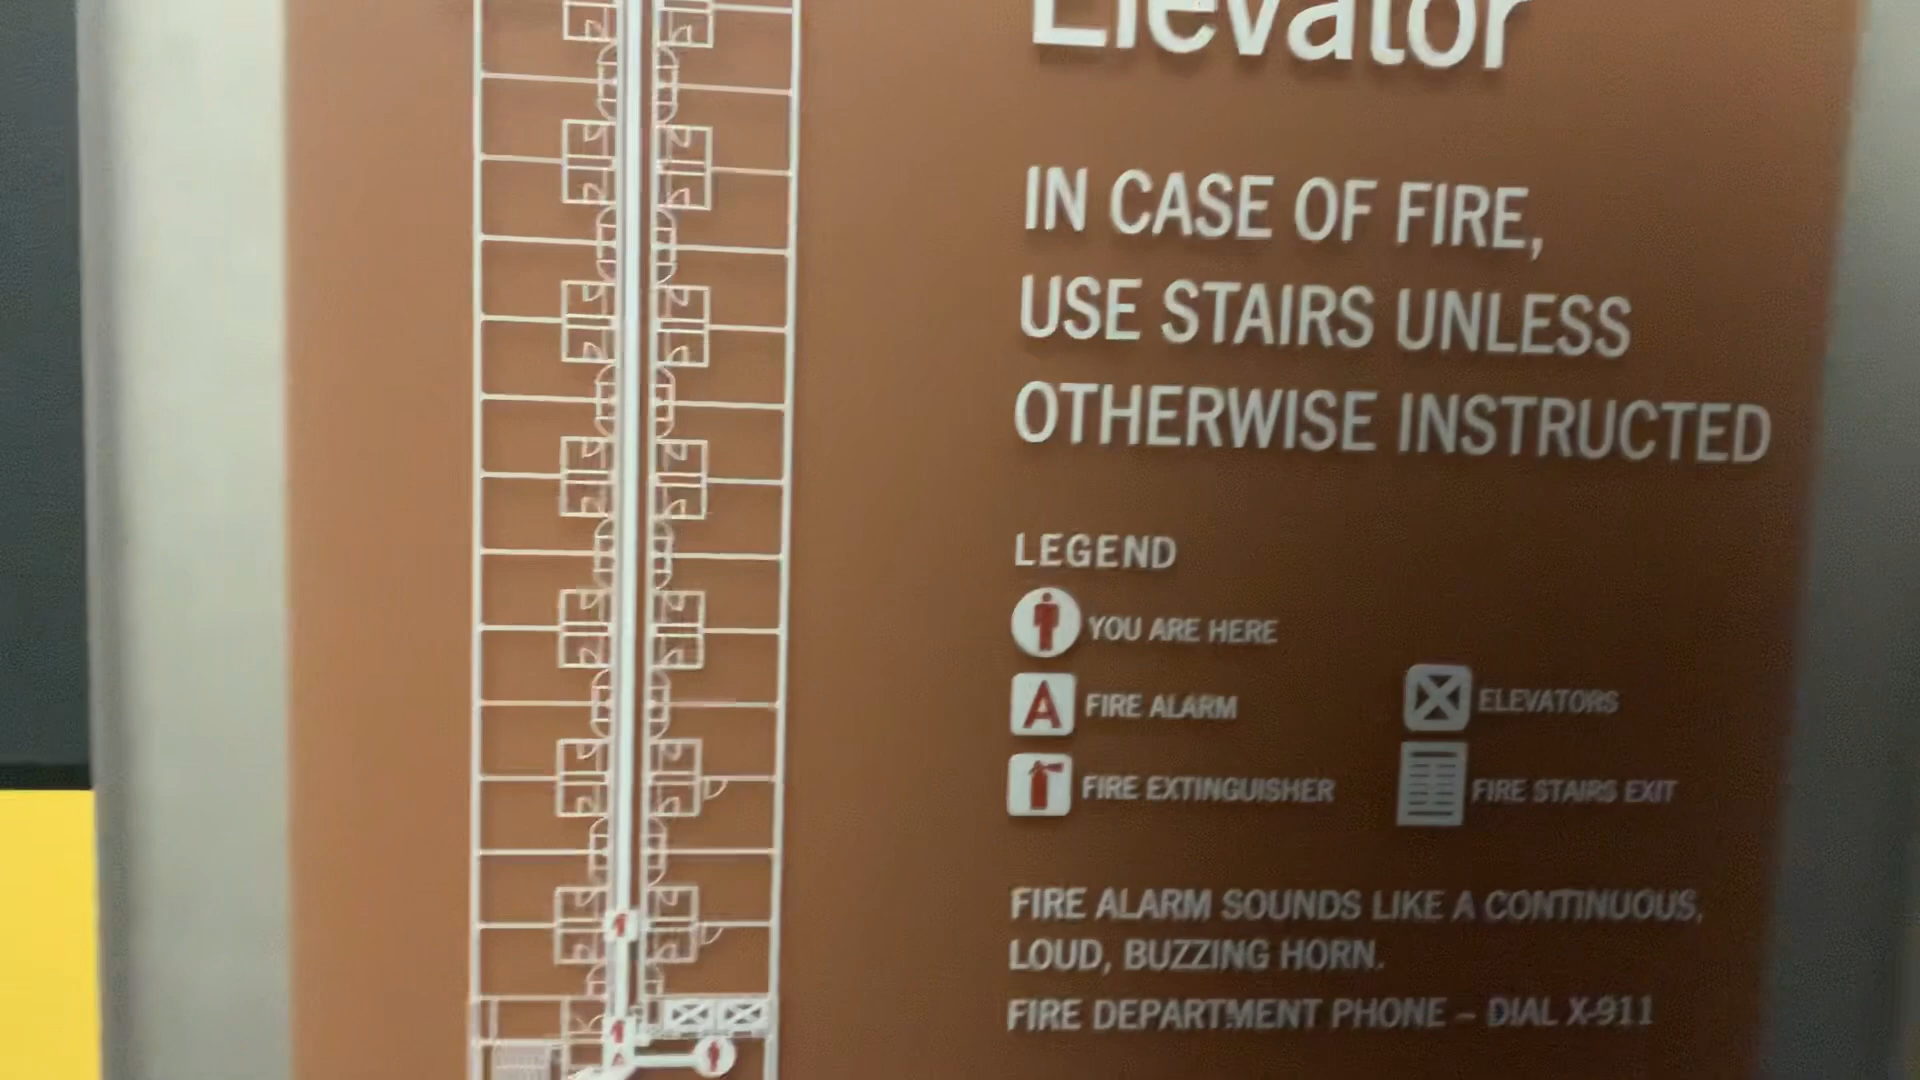 Elevator
IN CASE OF FIRE,
USE STAIRS UNLESS
OTHERWISE INSTRUCTED
LEGEND
YOU ARE HERE
A FIRE ALARM
ELEVATORS
FIRE EXTINGUISHER
FIRE STAIRS EXIT
FIRE ALARM SOUNDS LIKE A CONTINUOUS,
LOUD, BUZZING HORN.
FIRE DEPARTMENT PHONE – DIAL X-911
A